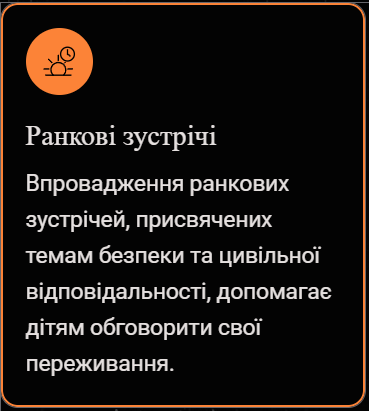 Ранкові зустрічі
Впровадження ранкових
зустрічей, присвячених
темам безпеки та цивільної
відповідальності, допомагає
дітям обговорити свої
переживання.